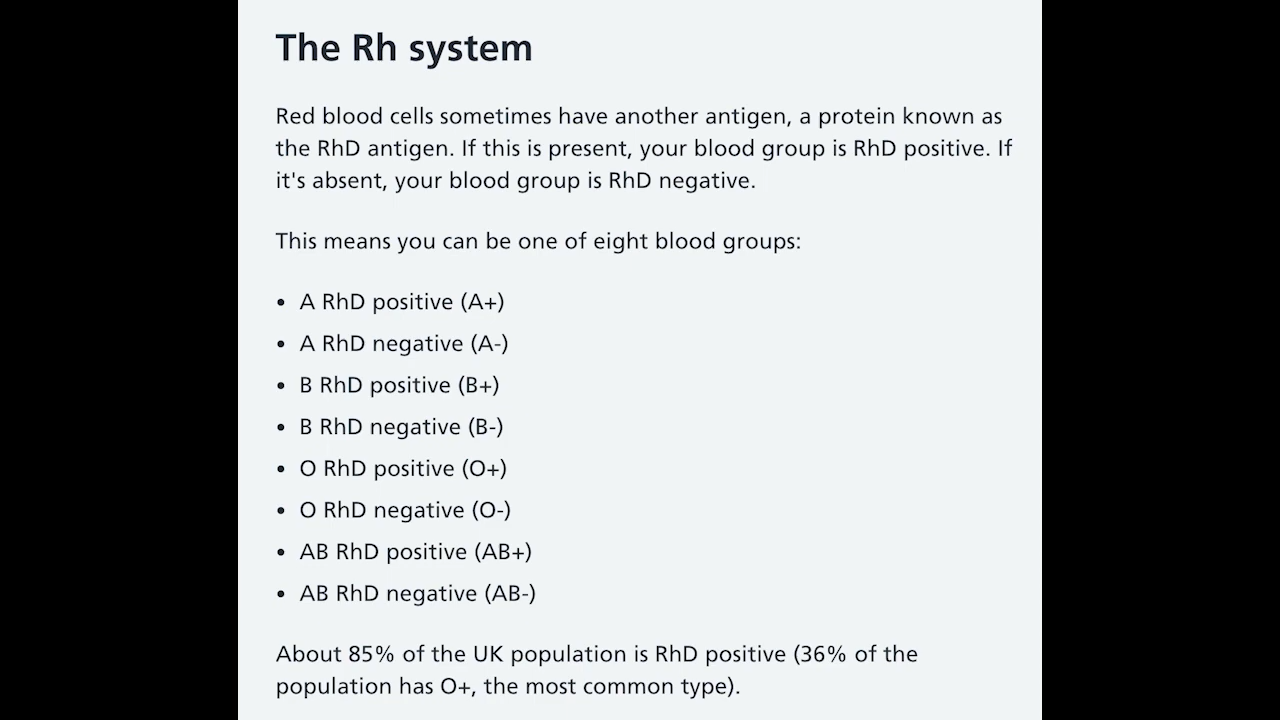 The Rh system
Red blood cells sometimes have another antigen, a protein known as
the RhD antigen. If this is present, your blood group is RhD positive. If
it's absent, your blood group is RhD negative.
This means you can be one of eight blood groups:
• A RhD positive (A+)
• A RhD negative (A-)
• B RhD positive (B+)
• B RhD negative (B-)
• O RhD positive (O+)
• O RhD negative (O-)
• AB RhD positive (AB+)
• AB RhD negative (AB-)
About 85% of the UK population is RhD positive (36% of the
population has O+, the most common type).